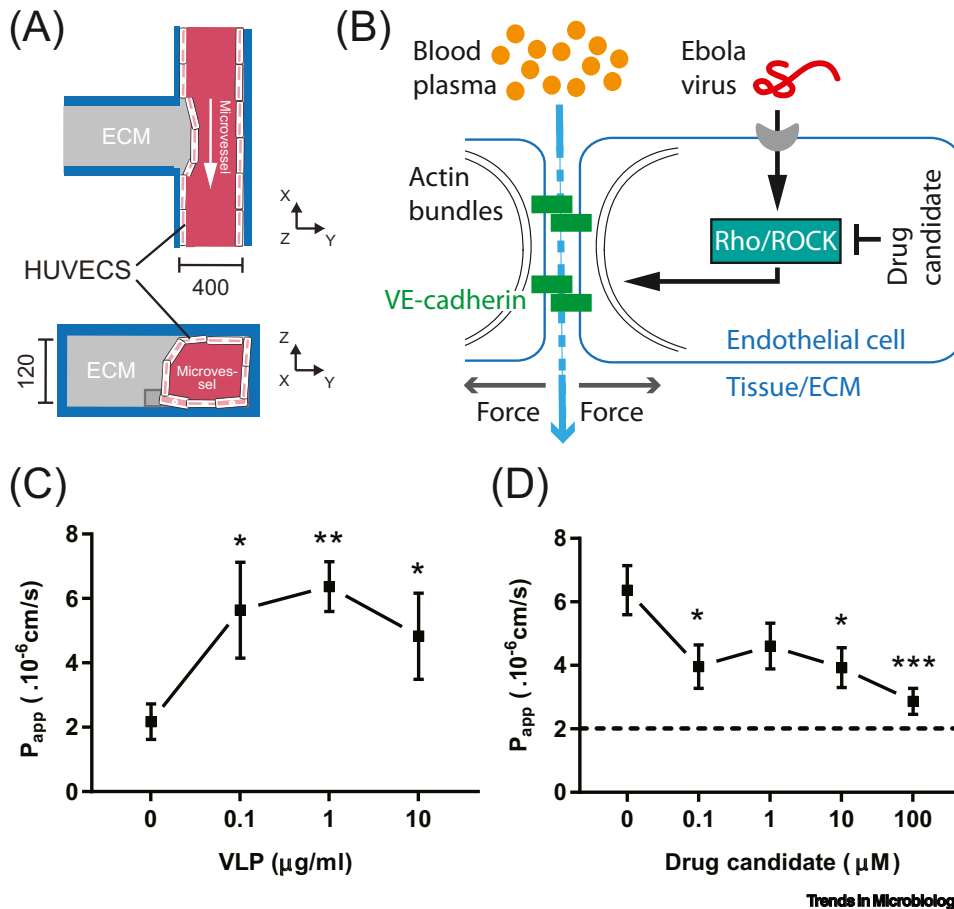 (A)
ECM
Microvessel
X
Z
Y
HUVECS
400
120
ECM
Microves-
sel
Z
X
Y
(B)
Blood
plasma
Ebola
virus
Actin
bundles
Rho/ROCK
Drug
candidate
VE-cadherin
Endothelial cell
Tissue/ECM
Force
Force
(C)
8
6
4
2
0
Papp ( .10⁻⁶cm/s)
*
**
*
0
0.1
1
10
VLP (μg/ml)
(D)
8
6
4
2
0
Papp ( .10⁻⁶cm/s)
*
*
***
0
0.1
1
10
100
Drug candidate ( μM)
Trends in Microbiology